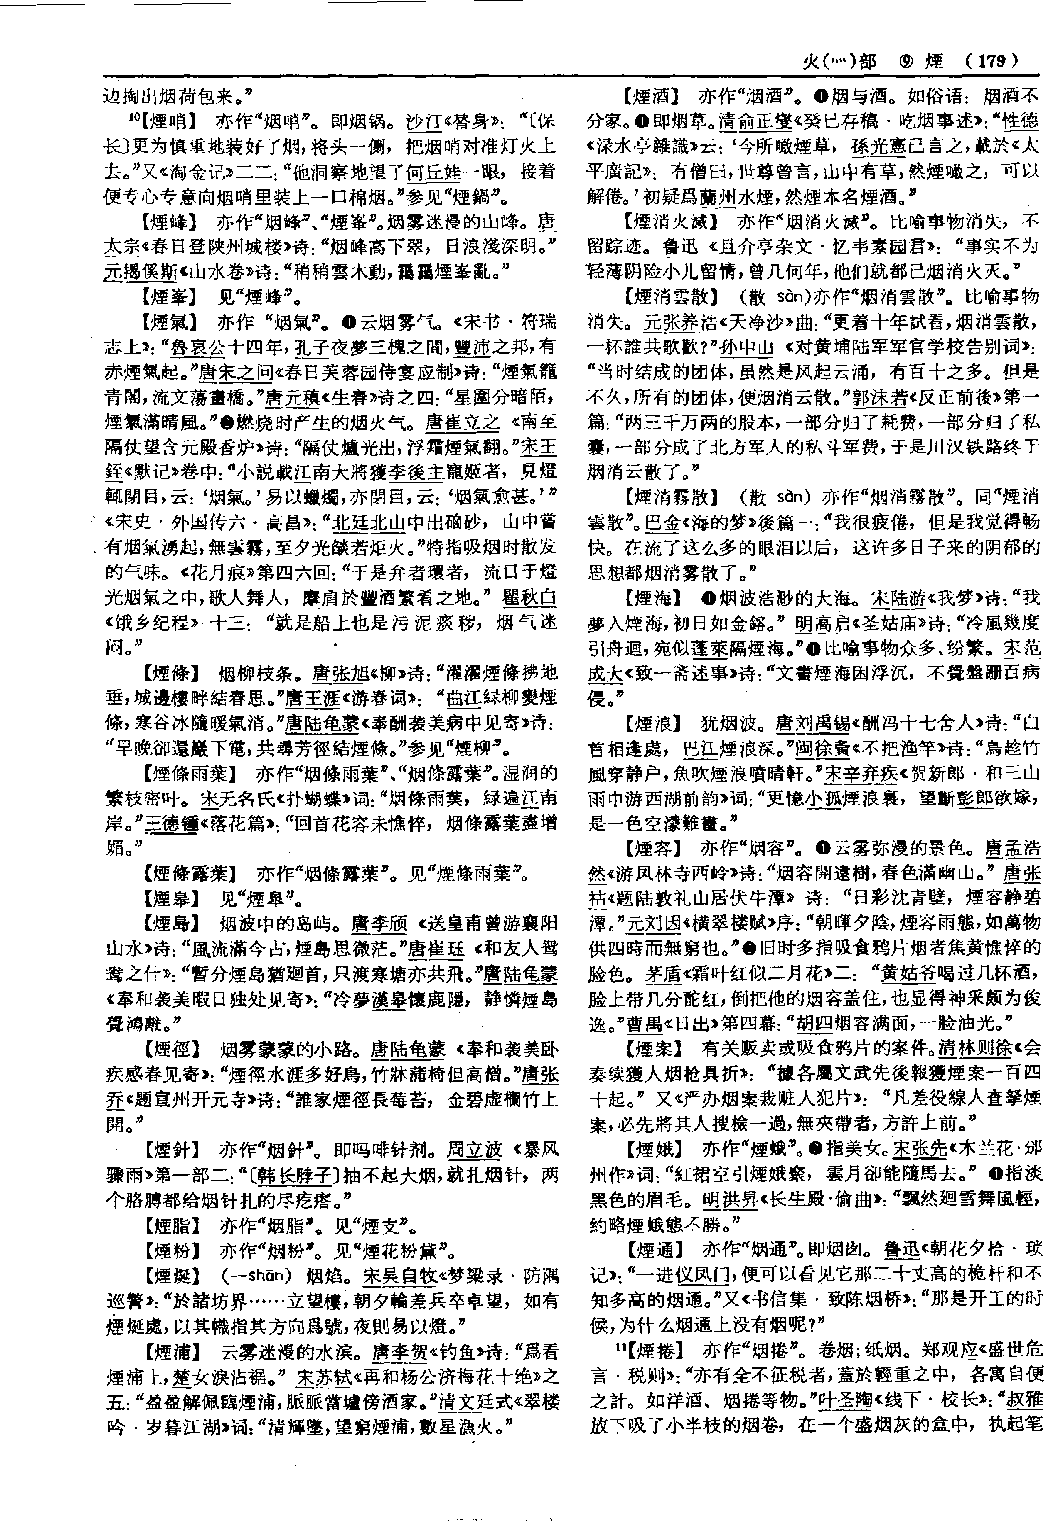 火(灬)部　⑨　煙　(179)
边掏出烟荷包来。”
¹⁰【煙哨】　亦作“烟哨”。即烟锅。沙汀《替身》：“〔保
长〕更为慎重地装好了烟，将头一侧，把烟哨对准灯火上
去。”又《淘金记》二二：“他洞察地望了何丘娃一眼，接着
便专心专意向烟哨里装上一口棉烟。”参见“煙鍋”。
【煙峰】　亦作“烟峰”、“煙峯”。烟雾迷漫的山峰。唐
太宗《春日登陕州城楼》诗：“烟峰高下翠，日浪淺深明。”
元揭傒斯《山水卷》诗：“稍稍雲木動，靄靄煙峯亂。”
【煙峯】　见“煙峰”。
【煙氣】　亦作“烟氣”。❶云烟雾气。《宋书·符瑞
志上》：“魯哀公十四年，孔子夜夢三槐之間，豐沛之邦，有
赤煙氣起。”唐宋之问《春日芙蓉园侍宴应制》诗：“煙氣籠
青閣，流文蕩畫橋。”唐元稹《生春》诗之四：“星圍分暗陌，
煙氣滿晴風。”❷燃烧时产生的烟火气。唐崔立之《南至
隔仗望含元殿香炉》诗：“隔仗爐光出，浮霜煙氣翻。”宋王
銍《默记》卷中：“小説載江南大將獲李後主寵姬者，見燈
輒閉目，云：‘烟氣。’易以蠟燭，亦閉目，云：‘烟氣愈甚。’”
《宋史·外国传六·高昌》：“北廷北山中出硇砂，山中嘗
有烟氣湧起，無雲霧，至夕光燄若炬火。”特指吸烟时散发
的气味。《花月痕》第四六回：“于是弁者環者，流口于燈
光烟氣之中，歌人舞人，摩肩於豐酒繁肴之地。”瞿秋白
《饿乡纪程》十三：“就是船上也是污泥痰秽，烟气迷
闷。”
【煙條】　烟柳枝条。唐张旭《柳》诗：“濯濯煙條拂地
垂，城邊樓畔結春思。”唐王涯《游春词》：“曲江緑柳變煙
條，寒谷冰隨暖氣消。”唐陆龟蒙《奉酬袭美病中见寄》诗：
“早晚卻還巖下電，共尋芳徑結煙條。”参见“煙柳”。
【煙條雨葉】　亦作“烟條雨葉”、“烟條露葉”。湿润的
繁枝密叶。宋无名氏《扑蝴蝶》词：“烟條雨葉，緑遍江南
岸。”王德锺《落花篇》：“回首花容未憔悴，烟條露葉盡增
媚。”
【煙條露葉】　亦作“烟條露葉”。见“煙條雨葉”。
【煙臯】　见“煙皋”。
【煙島】　烟波中的岛屿。唐李颀《送皇甫曾游襄阳
山水》诗：“風流滿今古，煙島思微茫。”唐崔珏《和友人鸳
鸯之什》：“暫分煙島猶迴首，只渡寒塘亦共飛。”唐陆龟蒙
《奉和袭美暇日独处见寄》：“冷夢漢皋懷鹿隱，静憐煙島
覺鴻離。”
【煙徑】　烟雾蒙蒙的小路。唐陆龟蒙《奉和袭美卧
疾感春见寄》：“煙徑水涯多好鳥，竹牀蒲椅但高僧。”唐张
乔《题宣州开元寺》诗：“誰家煙徑長莓苔，金碧虚欄竹上
開。”
【煙針】　亦作“烟針”。即吗啡针剂。周立波《暴风
骤雨》第一部二：“〔韩长脖子〕抽不起大烟，就扎烟针，两
个胳膊都给烟针扎的尽疙瘩。”
【煙脂】　亦作“烟脂”。见“煙支”。
【煙粉】　亦作“烟粉”。见“煙花粉黛”。
【煙㷋】　(—shān)　烟焰。宋吴自牧《梦粱录·防隅
巡警》：“於諸坊界……立望樓，朝夕輪差兵卒卓望，如有
煙㷋處，以其幟指其方向爲號，夜則易以燈。”
【煙浦】　云雾迷漫的水滨。唐李贺《钓鱼》诗：“爲看
煙浦上，楚女淚沾裾。”宋苏轼《再和杨公济梅花十绝》之
五：“盈盈解佩臨煙浦，脈脈當壚傍酒家。”清文廷式《翠楼
吟·岁暮江湖》词：“清輝墜，望窮煙浦，數星漁火。”
【煙酒】　亦作“烟酒”。❶烟与酒。如俗语：烟酒不
分家。❷即烟草。清俞正燮《癸巳存稿·吃烟事述》：“性德
《渌水亭雜識》云：‘今所噉煙草，孫光憲已言之，載於《太
平廣記》：有僧曰，世尊曾言，山中有草，然煙噉之，可以
解倦。’初疑爲蘭州水煙，然煙本名煙酒。”
【煙消火滅】　亦作“烟消火滅”。比喻事物消失，不
留踪迹。鲁迅《且介亭杂文·忆韦素园君》：“事实不为
轻薄阴险小儿留情，曾几何年，他们就都已烟消火灭。”
【煙消雲散】　(散 sàn)亦作“烟消雲散”。比喻事物
消失。元张养浩《天净沙》曲：“更着十年試看，烟消雲散，
一杯誰共歌歡？”孙中山《对黄埔陆军军官学校告别词》：
“当时结成的团体，虽然是风起云涌，有百十之多。但是
不久，所有的团体，便烟消云散。”郭沫若《反正前後》第一
篇：“两三千万两的股本，一部分归了耗费，一部分归了私
囊，一部分成了北方军人的私斗军费，于是川汉铁路终于
烟消云散了。”
【煙消霧散】　(散 sàn)　亦作“烟消霧散”。同“煙消
雲散”。巴金《海的梦》後篇一：“我很疲倦，但是我觉得畅
快。在流了这么多的眼泪以后，这许多日子来的阴郁的
思想都烟消雾散了。”
【煙海】　❶烟波浩渺的大海。宋陆游《我梦》诗：“我
夢入煙海，初日如金鎔。”明高启《圣姑庙》诗：“冷風幾度
引舟迴，宛似蓬萊隔煙海。”❷比喻事物众多、纷繁。宋范
成大《致一斋述事》诗：“文書煙海困浮沉，不覺盤跚百病
侵。”
【煙浪】　犹烟波。唐刘禹锡《酬冯十七舍人》诗：“白
首相逢處，巴江煙浪深。”闽徐夤《不把渔竿》诗：“鳥趁竹
風穿静户，魚吹煙浪噴晴軒。”宋辛弃疾《贺新郎·和三山
雨中游西湖前韵》词：“更憶小孤煙浪裏，望斷彭郎欲嫁，
是一色空濛難畫。”
【煙容】　亦作“烟容”。❶云雾弥漫的景色。唐孟浩
然《游凤林寺西岭》诗：“烟容開遠樹，春色滿幽山。”唐张
祜《题陆敦礼山居伏牛潭》诗：“日彩沈青壁，煙容静碧
潭。”元刘因《横翠楼赋》序：“朝暉夕陰，煙容雨態，如萬物
供四時而無窮也。”❷旧时多指吸食鸦片烟者焦黄憔悴的
脸色。茅盾《霜叶红似二月花》二：“黄姑爷喝过几杯酒，
脸上带几分酡红，倒把他的烟容盖住，也显得神采颇为俊
逸。”曹禺《日出》第四幕：“胡四烟容满面，一脸油光。”
【煙案】　有关贩卖或吸食鸦片的案件。清林则徐《会
奏续获人烟枪具折》：“據各屬文武先後報獲煙案一百四
十起。”又《严办烟案栽赃人犯片》：“凡差役線人查拏煙
案，必先將其人搜檢一過，無夾帶者，方許上前。”
【煙娥】　亦作“煙蛾”。❶指美女。宋张先《木兰花·邠
州作》词：“紅裙空引煙娥聚，雲月卻能隨馬去。”❷指淡
黑色的眉毛。明洪昇《长生殿·偷曲》：“飄然迴雪舞風輕，
約略煙娥態不勝。”
【煙通】　亦作“烟通”。即烟囱。鲁迅《朝花夕拾·琐
记》：“一进仪凤门，便可以看见它那二十丈高的桅杆和不
知多高的烟通。”又《书信集·致陈烟桥》：“那是开工的时
候，为什么烟通上没有烟呢？”
¹¹【煙捲】　亦作“烟捲”。卷烟；纸烟。郑观应《盛世危
言·税则》：“亦有全不征税者，蓋於輕重之中，各寓自便
之計。如洋酒、烟捲等物。”叶圣陶《线下·校长》：“叔雅
放下吸了小半枝的烟卷，在一个盛烟灰的盒中，执起笔